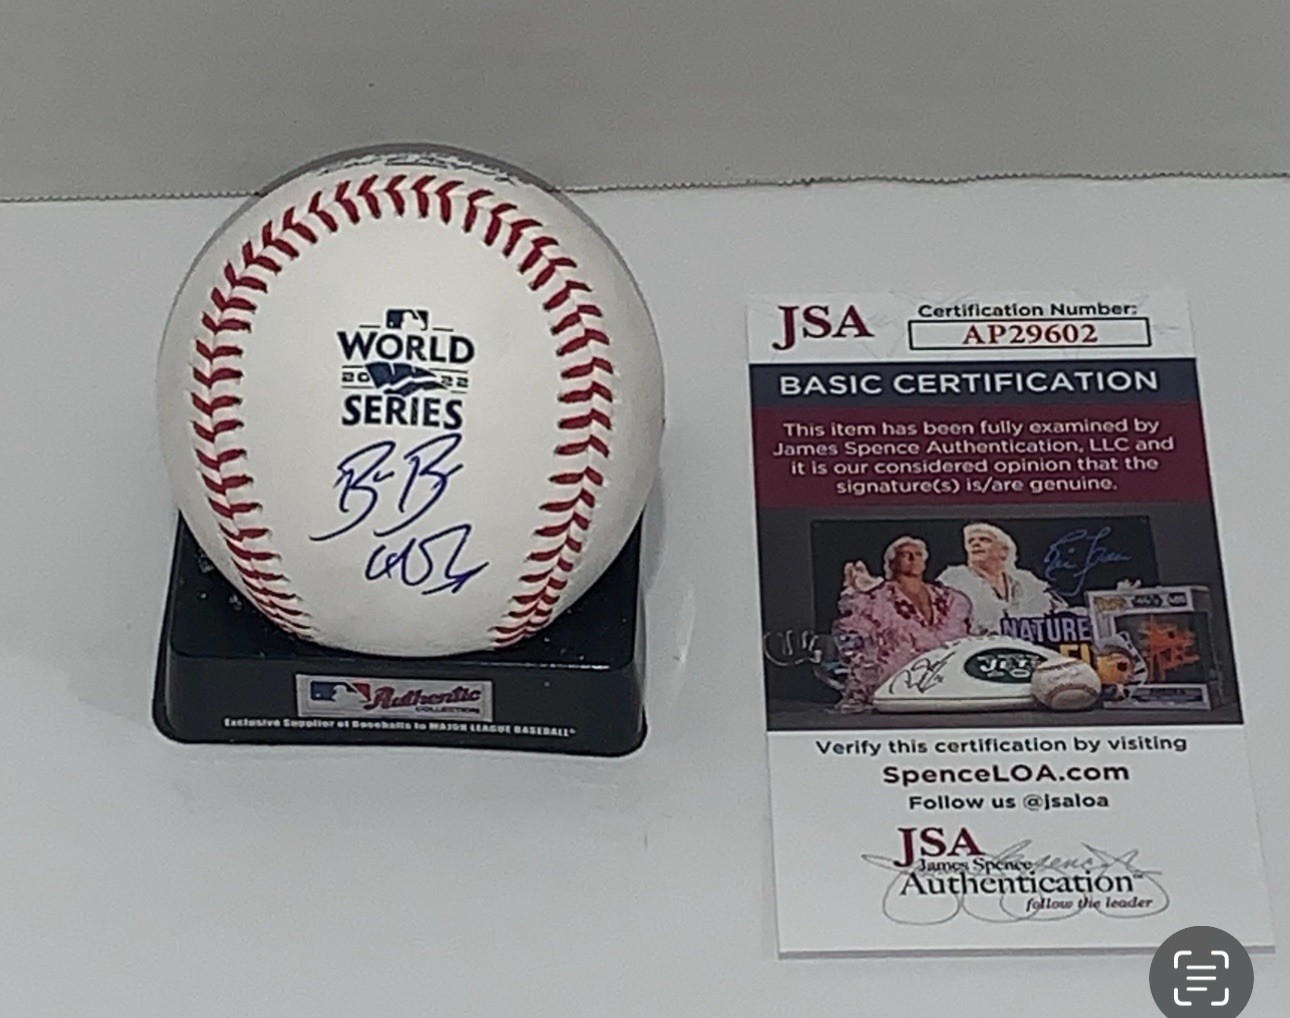 WORLD
2022
SERIES
Authentic
COLLECTION
Exclusive Supplier of Baseballs to MAJOR LEAGUE BASEBALL®
JSA
Certification Number:
AP29602
BASIC CERTIFICATION
This item has been fully examined by
James Spence Authentication, LLC and
it is our considered opinion that the
signature(s) is/are genuine.
NATURE
JETS
Verify this certification by visiting
SpenceLOA.com
Follow us @jsaloa
JSA
James Spence
Authentication™
follow the leader